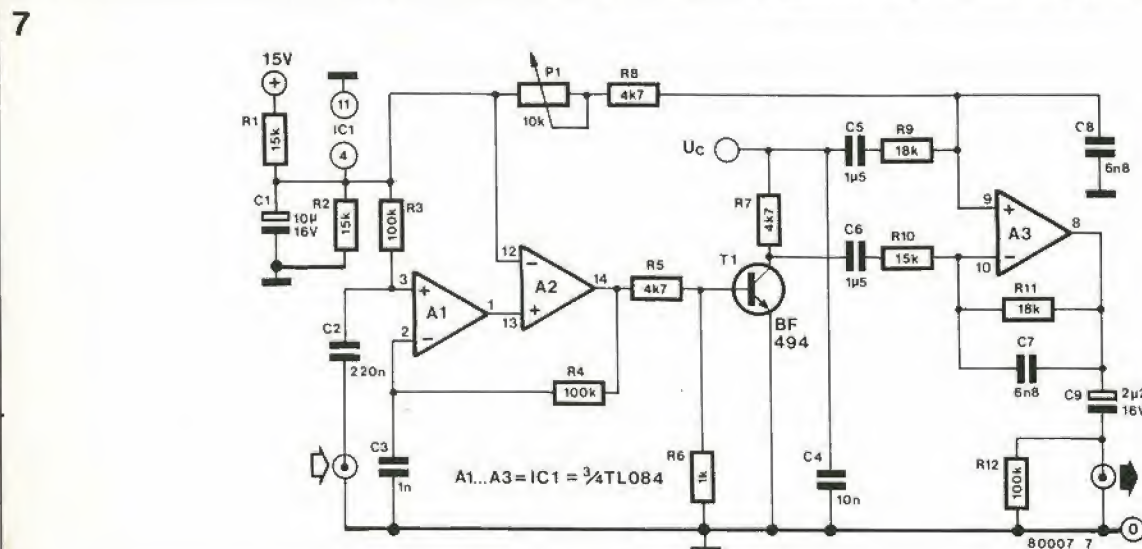 7
15V
+
R1
15k
11
IC1
4
C1
10µ
16V
R2
15k
R3
100k
P1
10k
R8
4k7
C8
6n8
Uc
C5
1µ5
R9
18k
R7
4k7
C6
1µ5
R10
15k
9
+
A3
8
−
10
R11
18k
C7
6n8
C9
2µ2
16V
12
−
A2
14
+
13
R5
4k7
T1
BF
494
3
+
A1
1
2
−
C2
220n
R4
100k
C3
1n
A1...A3 = IC1 = ¾TL084
R6
1k
C4
10n
R12
100k
0
80007 7